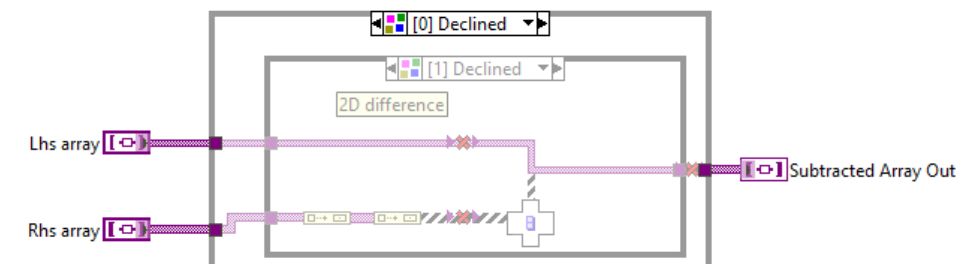 [0] Declined
[1] Declined
2D difference
Lhs array
Subtracted Array Out
Rhs array